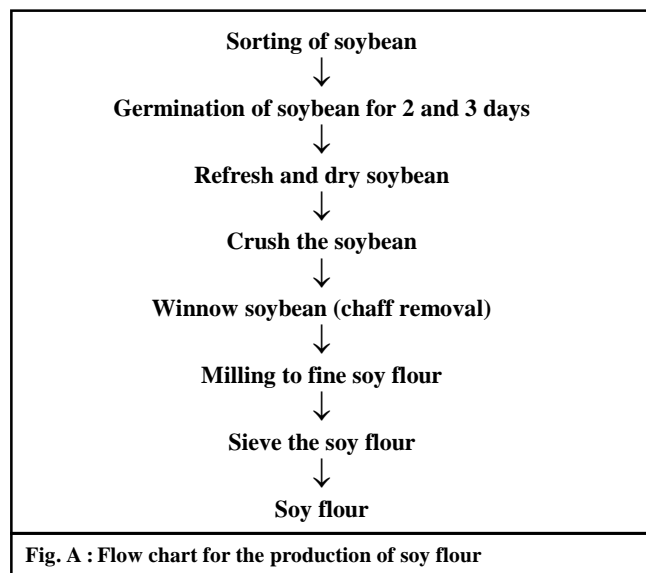 Sorting of soybean
↓
Germination of soybean for 2 and 3 days
↓
Refresh and dry soybean
↓
Crush the soybean
↓
Winnow soybean (chaff removal)
↓
Milling to fine soy flour
↓
Sieve the soy flour
↓
Soy flour
Fig. A : Flow chart for the production of soy flour